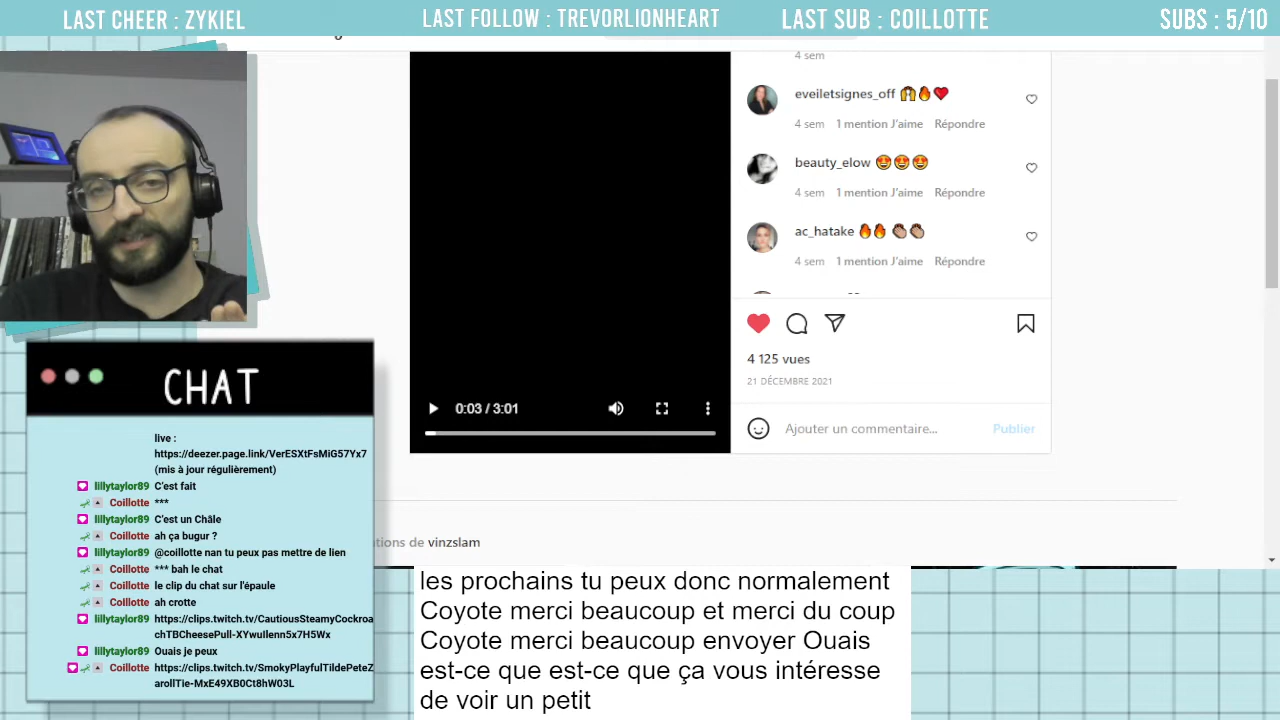 LAST CHEER : ZYKIEL
LAST FOLLOW : TREVORLIONHEART
LAST SUB : COILLOTTE
SUBS : 5/10
4 sem
eveiletsignes_off 🙌🔥❤️
4 sem 1 mention J'aime Répondre
beauty_elow 😍😍😍
4 sem 1 mention J'aime Répondre
ac_hatake 🔥🔥 👏👏
4 sem 1 mention J'aime Répondre
4 125 vues
21 DÉCEMBRE 2021
0:03 / 3:01
Ajouter un commentaire... Publier
vinzslam
CHAT
live :
https://deezer.page.link/VerESXtFsMiG57Yx7
(mis à jour régulièrement)
lillytaylor89 C'est fait
Coillotte ***
lillytaylor89 C'est un Châle
Coillotte ah ça bugur ?
lillytaylor89 @coillotte nan tu peux pas mettre de lien
Coillotte *** bah le chat
Coillotte le clip du chat sur l'épaule
Coillotte ah crotte
lillytaylor89 https://clips.twitch.tv/CautiousSteamyCockroa
chTBCheesePull-XYwuIlenn5x7H5Wx
lillytaylor89 Ouais je peux
Coillotte https://clips.twitch.tv/SmokyPlayfulTildePeteZ
arollTie-MxE49XB0Ct8hW03L
les prochains tu peux donc normalement
Coyote merci beaucoup et merci du coup
Coyote merci beaucoup envoyer Ouais
est-ce que est-ce que ça vous intéresse
de voir un petit